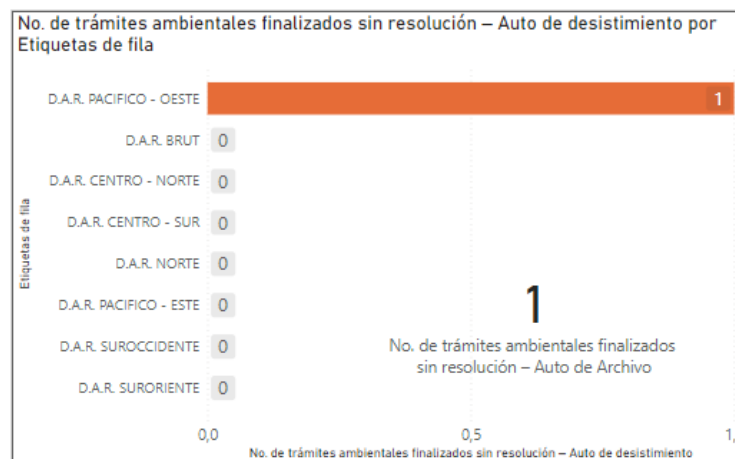 No. de trámites ambientales finalizados sin resolución – Auto de desistimiento por
Etiquetas de fila
D.A.R. PACIFICO - OESTE 1
D.A.R. BRUT 0
D.A.R. CENTRO - NORTE 0
D.A.R. CENTRO - SUR 0
D.A.R. NORTE 0
D.A.R. PACIFICO - ESTE 0
D.A.R. SUROCCIDENTE 0
D.A.R. SURORIENTE 0
Etiquetas de fila
1
No. de trámites ambientales finalizados
sin resolución – Auto de Archivo
0,0 0,5 1,
No. de trámites ambientales finalizados sin resolución – Auto de desistimiento